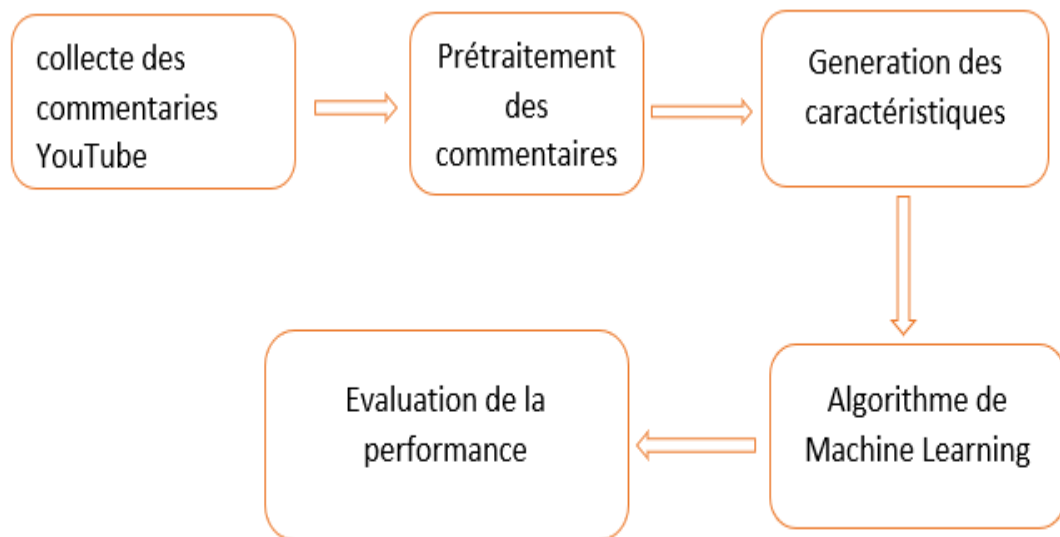 collecte des
commentaries
YouTube
Prétraitement
des
commentaires
Generation des
caractéristiques
Algorithme de
Machine Learning
Evaluation de la
performance